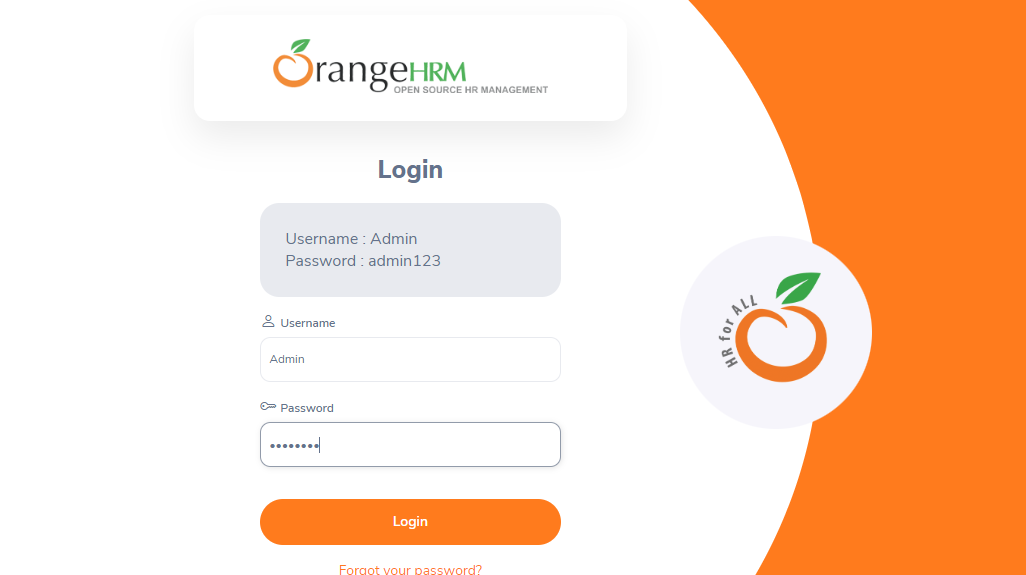 OrangeHRM
OPEN SOURCE HR MANAGEMENT
Login
Username : Admin
Password : admin123
Username
Admin
Password
••••••••
Login
Forgot your password?
HR for ALL